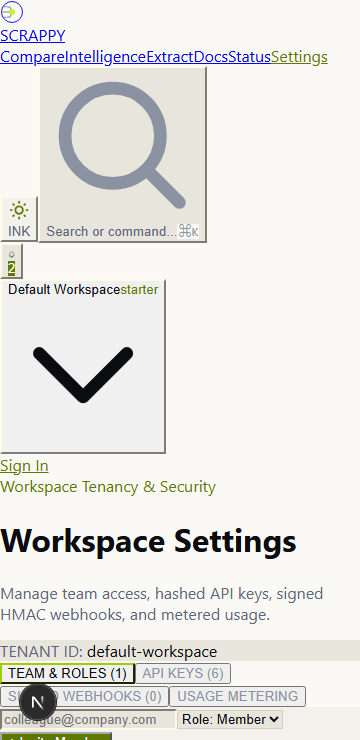 SCRAPPY
CompareIntelligenceExtractDocsStatusSettings
INK
Search or command...⌘K
2
Default Workspacestarter
Sign In
Workspace Tenancy & Security
Workspace Settings
Manage team access, hashed API keys, signed
HMAC webhooks, and metered usage.
TENANT ID: default-workspace
TEAM & ROLES (1)
API KEYS (6)
WEBHOOKS (0)
USAGE METERING
N
colleague@company.com
Role: Member